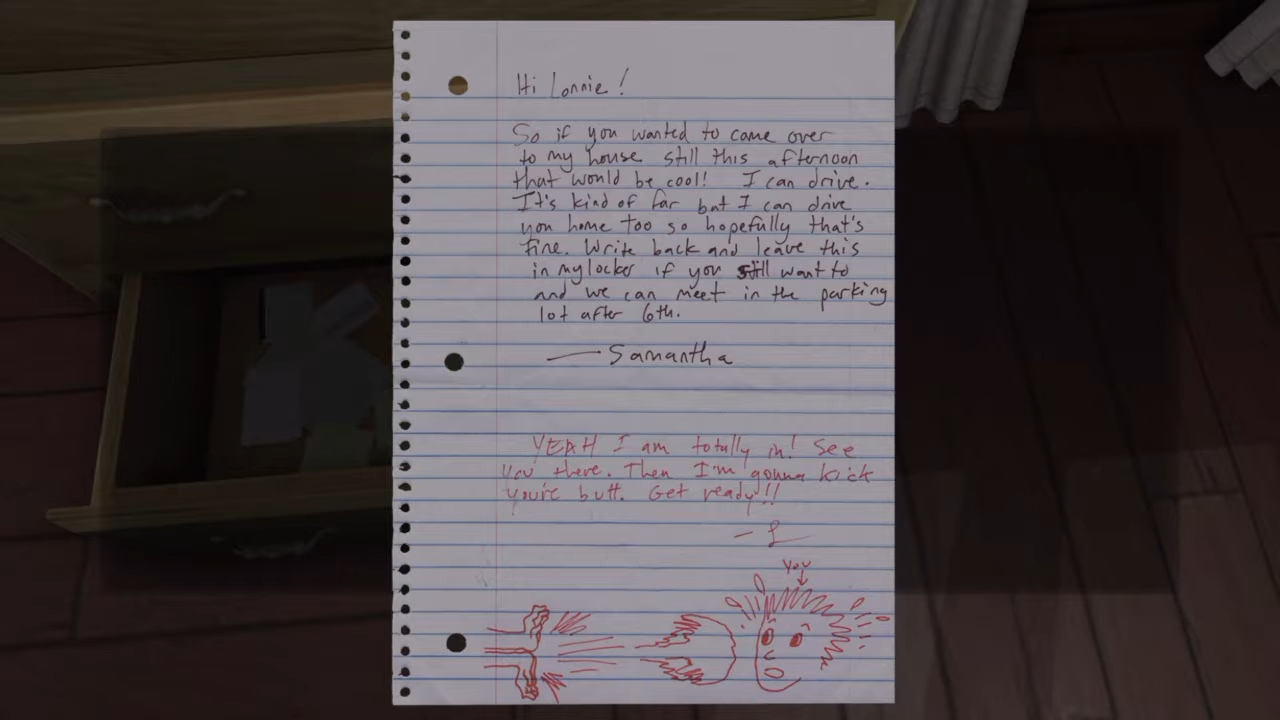 Hi Lonnie!
So if you wanted to come over
to my house still this afternoon
that would be cool! I can drive.
It's kind of far but I can drive
you home too so hopefully that's
fine. Write back and leave this
in my locker if you still want to
and we can meet in the parking
lot after 6th.
— Samantha
YEAH I am totally in! See
you there. Then I'm gonna kick
you're butt. Get ready!!
– L
You